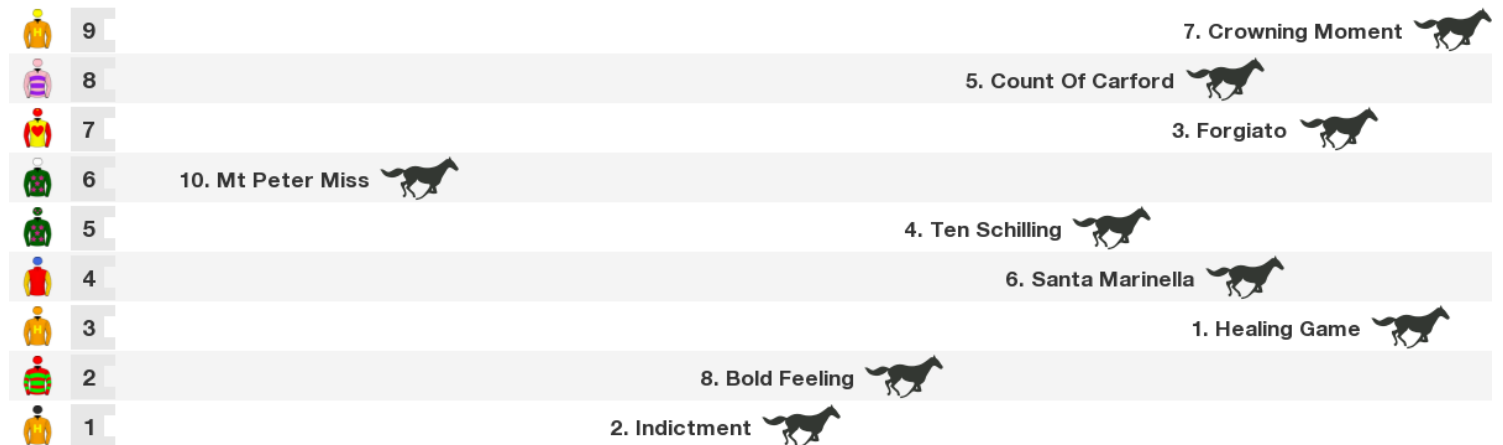 9 7. Crowning Moment
8 5. Count Of Carford
7 3. Forgiato
6 10. Mt Peter Miss
5 4. Ten Schilling
4 6. Santa Marinella
3 1. Healing Game
2 8. Bold Feeling
1 2. Indictment